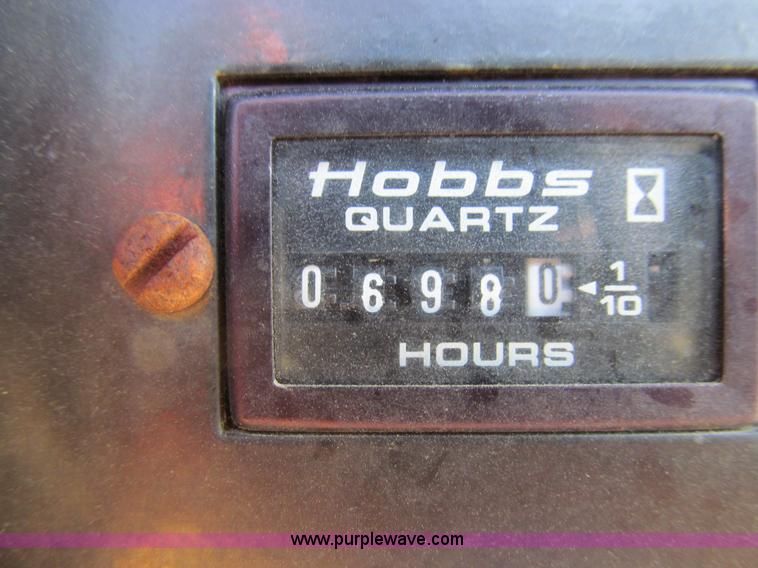 Hobbs
QUARTZ
0 6 9 8 0 ◄ 1/10
HOURS
www.purplewave.com